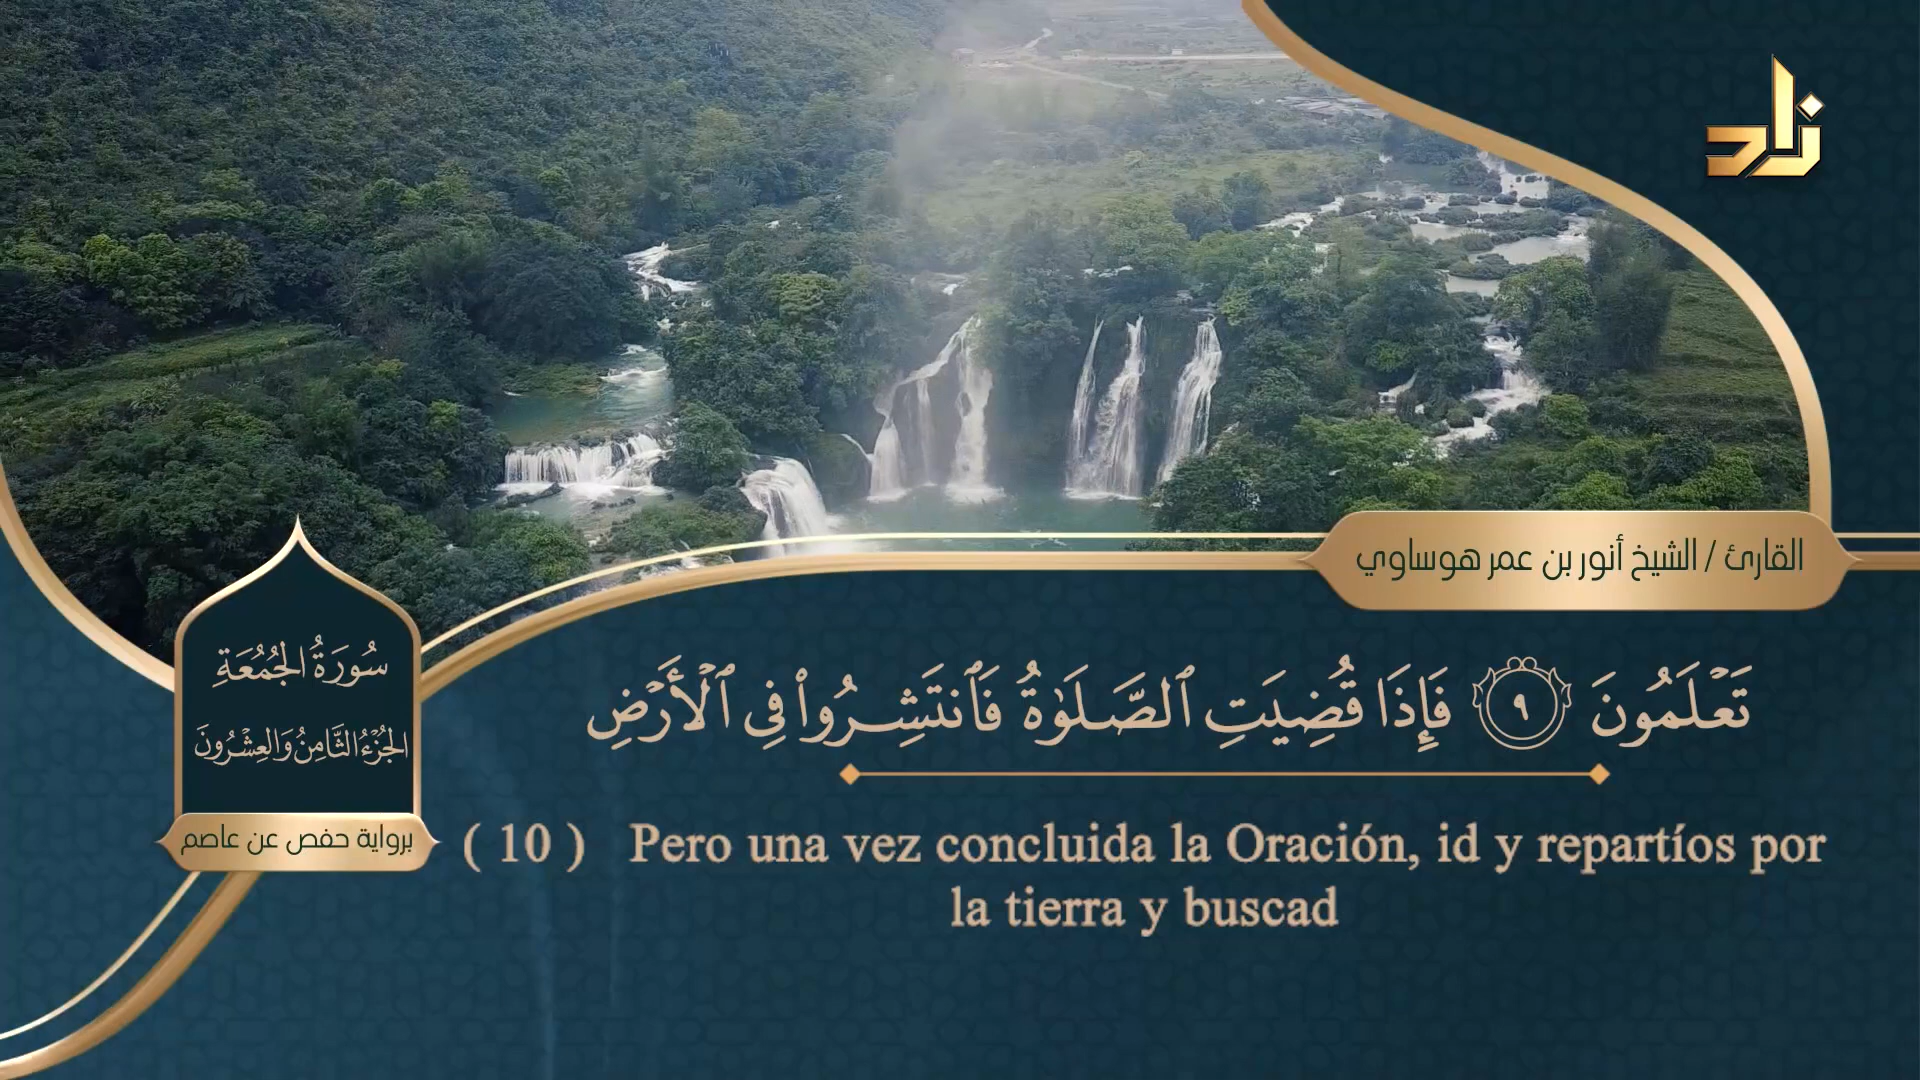 زاد
القارئ / الشيخ أنور بن عمر هوساوي
سُورَةُ الجُمُعَةِ
الجُزْءُ الثَّامِنُ وَالعِشْرُونَ
برواية حفص عن عاصم
تَعْلَمُونَ ٩ فَإِذَا قُضِيَتِ ٱلصَّلَوٰةُ فَٱنتَشِرُوا۟ فِى ٱلْأَرْضِ
( 10 ) Pero una vez concluida la Oración, id y repartíos por
la tierra y buscad